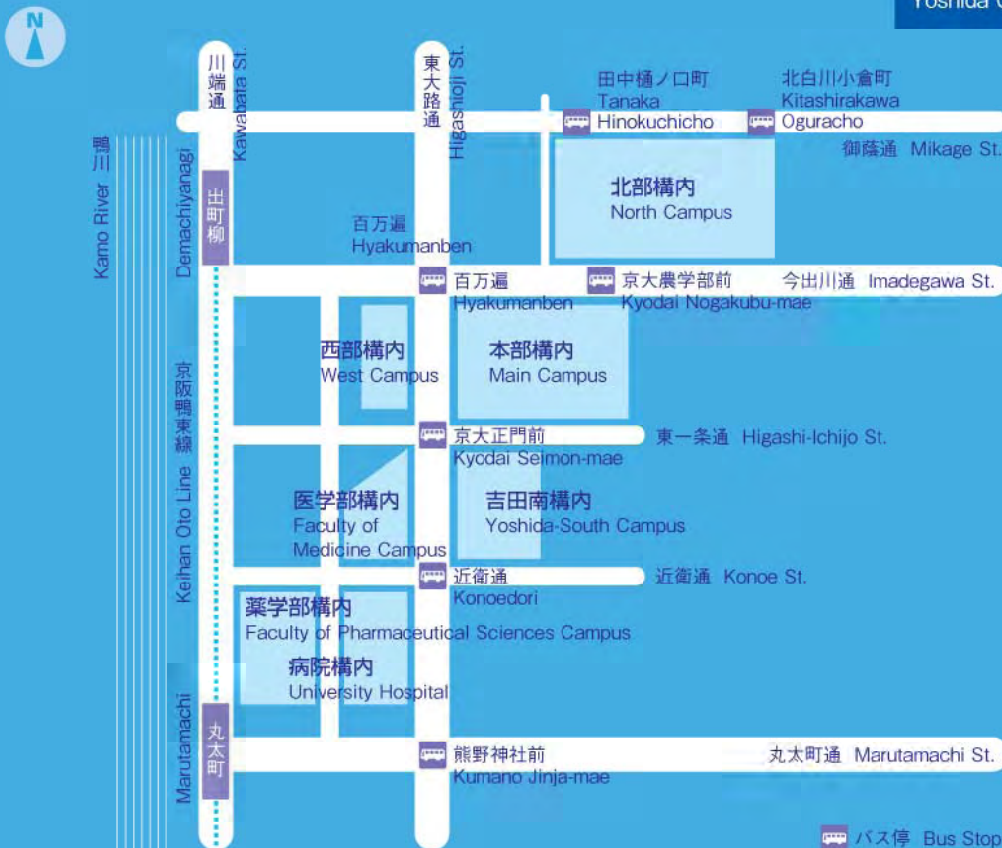 Yoshida
N
川端通
Kawabata St.
東大路通
Higashioji St.
田中樋ノ口町
Tanaka
Hinokuchicho
北白川小倉町
Kitashirakawa
Oguracho
御蔭通 Mikage St.
鴨川
Kamo River
出町柳
Demachiyanagi
北部構内
North Campus
百万遍
Hyakumanben
百万遍
Hyakumanben
京大農学部前
Kyodai Nogakubu-mae
今出川通 Imadegawa St.
西部構内
West Campus
本部構内
Main Campus
京阪鴨東線
Keihan Oto Line
京大正門前
Kyodai Seimon-mae
東一条通 Higashi-Ichijo St.
医学部構内
Faculty of
Medicine Campus
吉田南構内
Yoshida-South Campus
近衛通
Konoedori
近衛通 Konoe St.
薬学部構内
Faculty of Pharmaceutical Sciences Campus
病院構内
University Hospital
丸太町
Marutamachi
熊野神社前
Kumano Jinja-mae
丸太町通 Marutamachi St.
バス停 Bus Stop